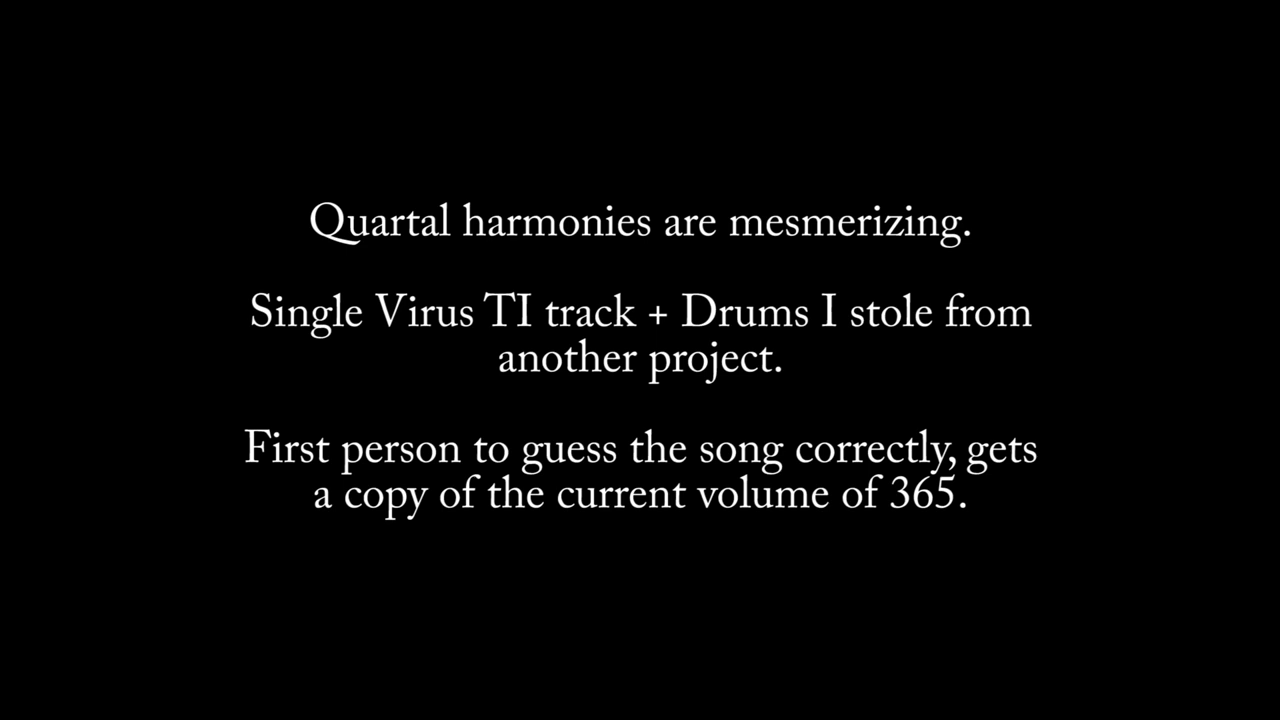 Quartal harmonies are mesmerizing.
Single Virus TI track + Drums I stole from
another project.
First person to guess the song correctly, gets
a copy of the current volume of 365.